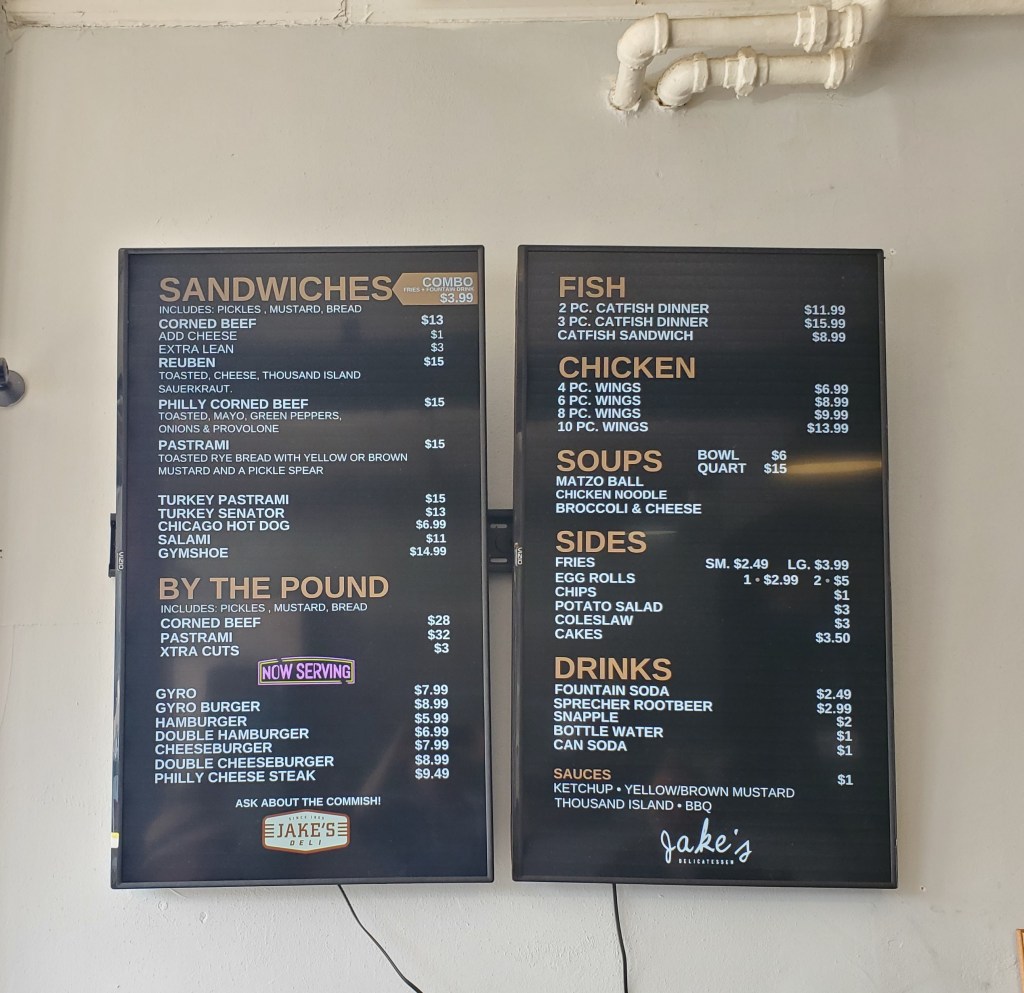 SANDWICHES
COMBO
FRIES + FOUNTAIN DRINK
$3.99
INCLUDES: PICKLES , MUSTARD, BREAD
CORNED BEEF $13
ADD CHEESE $1
EXTRA LEAN $3
REUBEN $15
TOASTED, CHEESE, THOUSAND ISLAND
SAUERKRAUT.
PHILLY CORNED BEEF $15
TOASTED, MAYO, GREEN PEPPERS,
ONIONS & PROVOLONE
PASTRAMI $15
TOASTED RYE BREAD WITH YELLOW OR BROWN
MUSTARD AND A PICKLE SPEAR
TURKEY PASTRAMI $15
TURKEY SENATOR $13
CHICAGO HOT DOG $6.99
SALAMI $11
GYMSHOE $14.99
BY THE POUND
INCLUDES: PICKLES , MUSTARD, BREAD
CORNED BEEF $28
PASTRAMI $32
XTRA CUTS $3
NOW SERVING
GYRO $7.99
GYRO BURGER $8.99
HAMBURGER $5.99
DOUBLE HAMBURGER $6.99
CHEESEBURGER $7.99
DOUBLE CHEESEBURGER $8.99
PHILLY CHEESE STEAK $9.49
ASK ABOUT THE COMMISH!
JAKE'S
DELI
VIZIO
FISH
2 PC. CATFISH DINNER $11.99
3 PC. CATFISH DINNER $15.99
CATFISH SANDWICH $8.99
CHICKEN
4 PC. WINGS $6.99
6 PC. WINGS $8.99
8 PC. WINGS $9.99
10 PC. WINGS $13.99
SOUPS
BOWL $6
QUART $15
MATZO BALL
CHICKEN NOODLE
BROCCOLI & CHEESE
SIDES
FRIES SM. $2.49 LG. $3.99
EGG ROLLS 1 • $2.99 2 • $5
CHIPS $1
POTATO SALAD $3
COLESLAW $3
CAKES $3.50
DRINKS
FOUNTAIN SODA $2.49
SPRECHER ROOTBEER $2.99
SNAPPLE $2
BOTTLE WATER $1
CAN SODA $1
SAUCES $1
KETCHUP • YELLOW/BROWN MUSTARD
THOUSAND ISLAND • BBQ
Jake's
DELICATESSEN
VIZIO